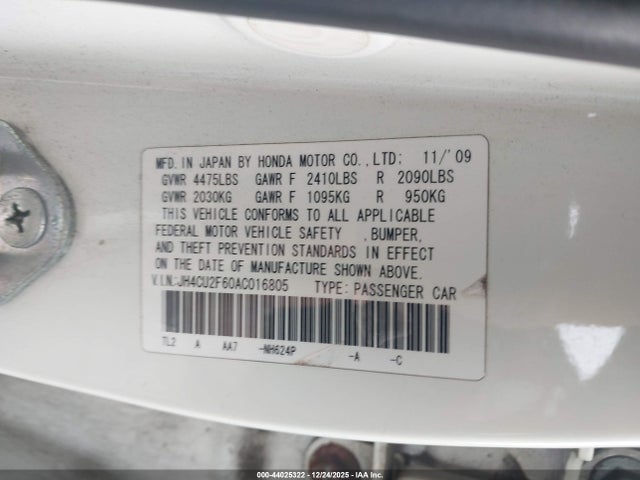 MFD. IN JAPAN BY HONDA MOTOR CO., LTD: 11/'09
GVWR 4475LBS GAWR F 2410LBS R 2090LBS
GVWR 2030KG GAWR F 1095KG R 950KG
THIS VEHICLE CONFORMS TO ALL APPLICABLE
FEDERAL MOTOR VEHICLE SAFETY , BUMPER,
AND THEFT PREVENTION STANDARDS IN EFFECT
ON THE DATE OF MANUFACTURE SHOWN ABOVE.
V.I.N.:JH4CU2F60AC016805 TYPE: PASSENGER CAR
TL2 A AA7 -NH624P -A -C
000-44025322 - 12/24/2025 - IAAI.COM